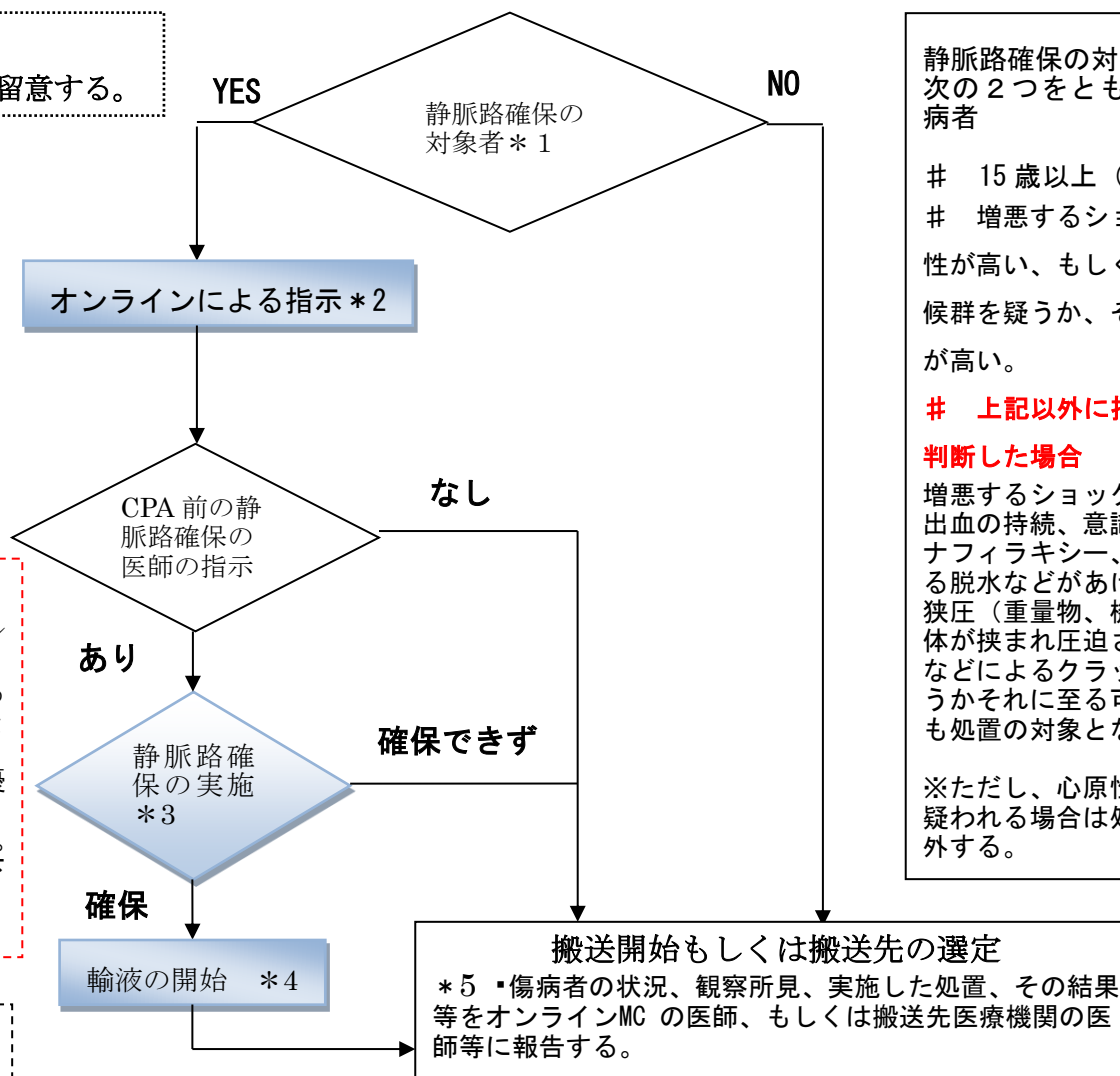 留意する。
YES
NO
静脈路確保の
対象者＊１
オンラインによる指示＊2
CPA 前の静
脈路確保の
医師の指示
なし
あり
静脈路確
保の実施
＊3
確保できず
確保
輸液の開始　＊4
搬送開始もしくは搬送先の選定
＊5 ▪傷病者の状況、観察所見、実施した処置、その結果
等をオンラインMC の医師、もしくは搬送先医療機関の医
師等に報告する。
静脈路確保の対
次の２つをとも
病者
＃　15 歳以上（
＃　増悪するショ
性が高い、もしく
候群を疑うか、そ
が高い。
＃　上記以外に
判断した場合
増悪するショック
出血の持続、意識
ナフィラキシー、
る脱水などがあ
狭圧（重量物、機
体が挟まれ圧迫さ
などによるクラッ
うかそれに至る可
も処置の対象とな
※ただし、心原性
疑われる場合は処
外する。